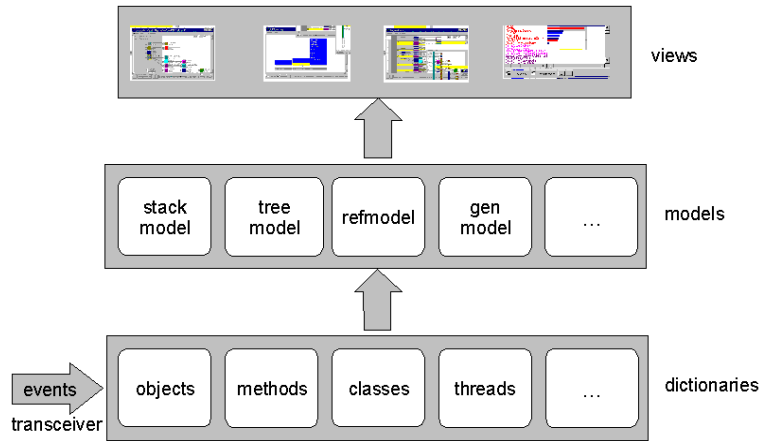 views
stack
model
tree
model
refmodel
gen
model
...
models
events
transceiver
objects
methods
classes
threads
...
dictionaries